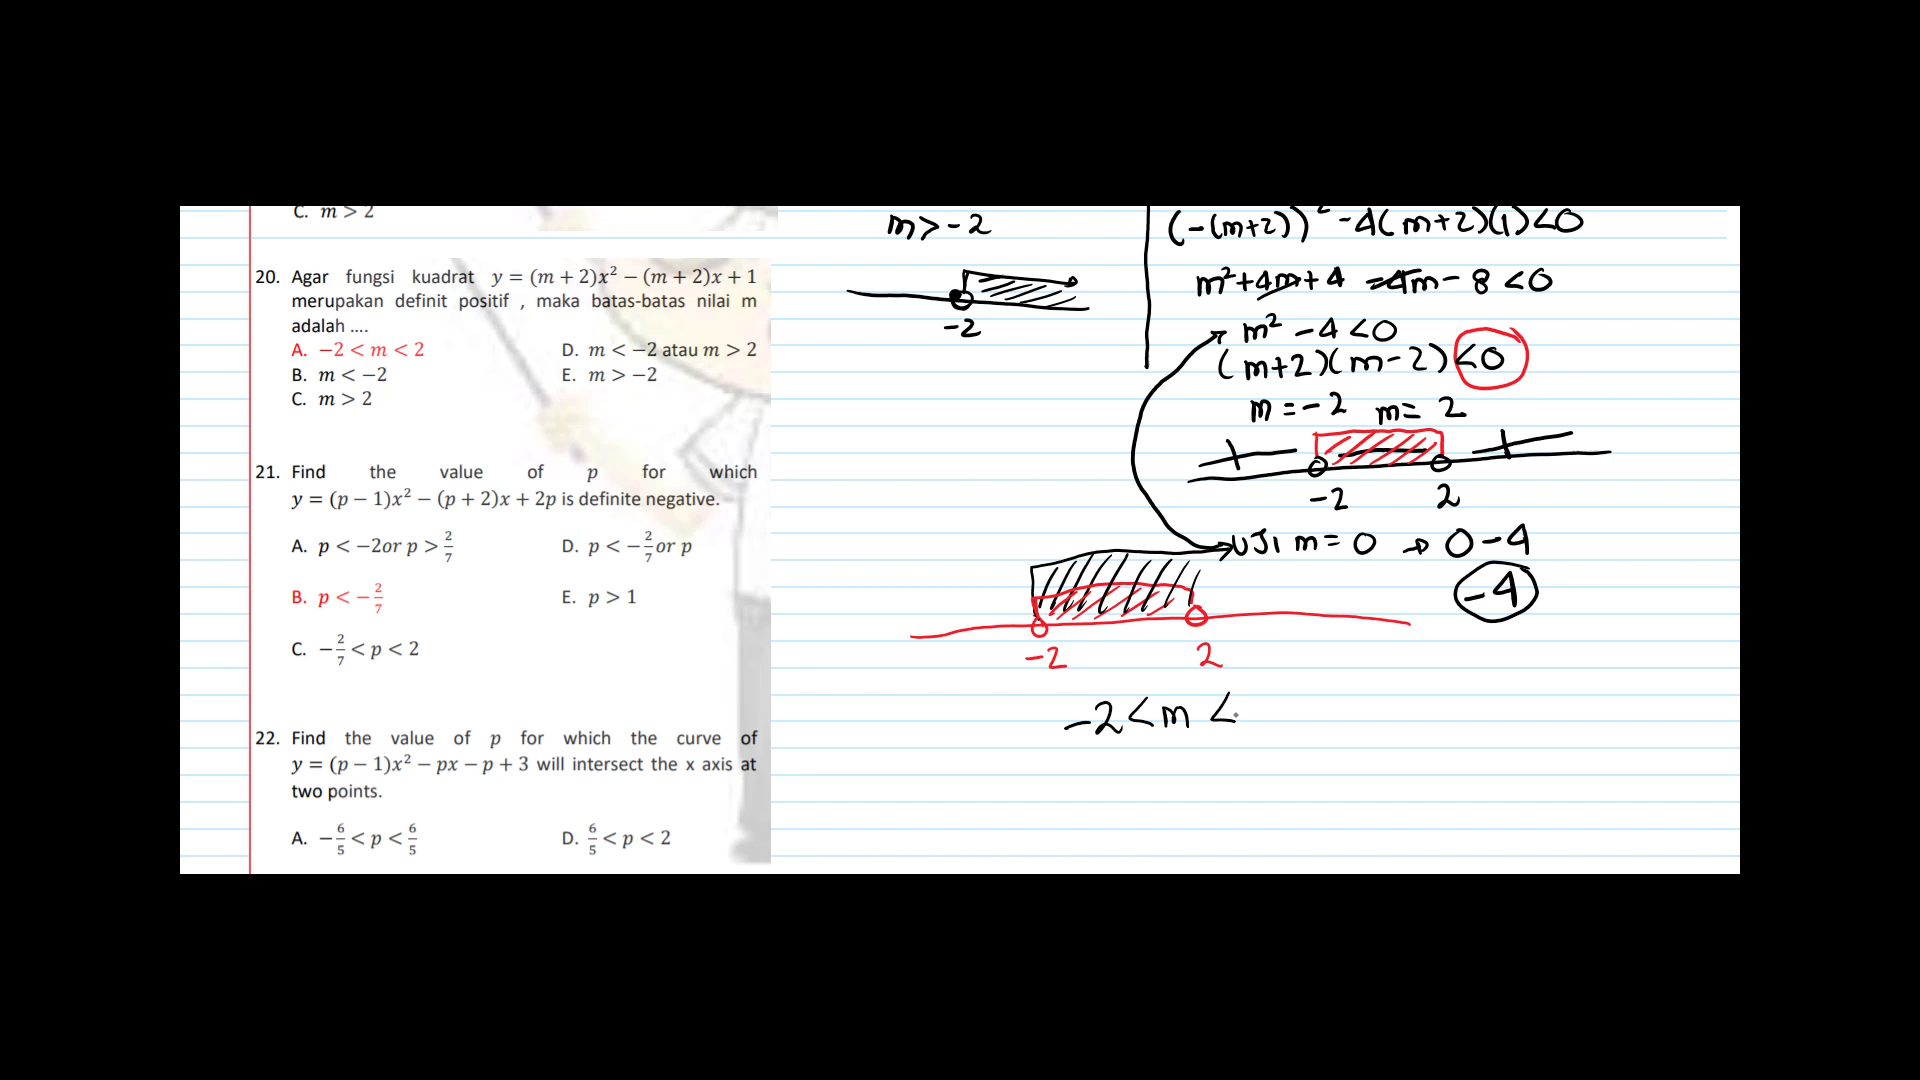 C. m > 2
20. Agar fungsi kuadrat y = (m + 2)x² − (m + 2)x + 1
merupakan definit positif , maka batas-batas nilai m
adalah ....
A. −2 < m < 2
D. m < −2 atau m > 2
B. m < −2
E. m > −2
C. m > 2
21. Find the value of p for which
y = (p − 1)x² − (p + 2)x + 2p is definite negative.
A. p < −2or p > 2/7
D. p < −2/7 or p
B. p < −2/7
E. p > 1
C. −2/7 < p < 2
22. Find the value of p for which the curve of
y = (p − 1)x² − px − p + 3 will intersect the x axis at
two points.
A. −6/5 < p < 6/5
D. 6/5 < p < 2
m > -2
-2
(-(m+2))² -4(m+2)(1)<0
m²+4m+4 -4m-8 <0
m² -4 <0
(m+2)(m-2) <0
m = -2 m= 2
+ − +
-2 2
UJI m = 0 → 0-4
-4
-2 2
-2 < m <